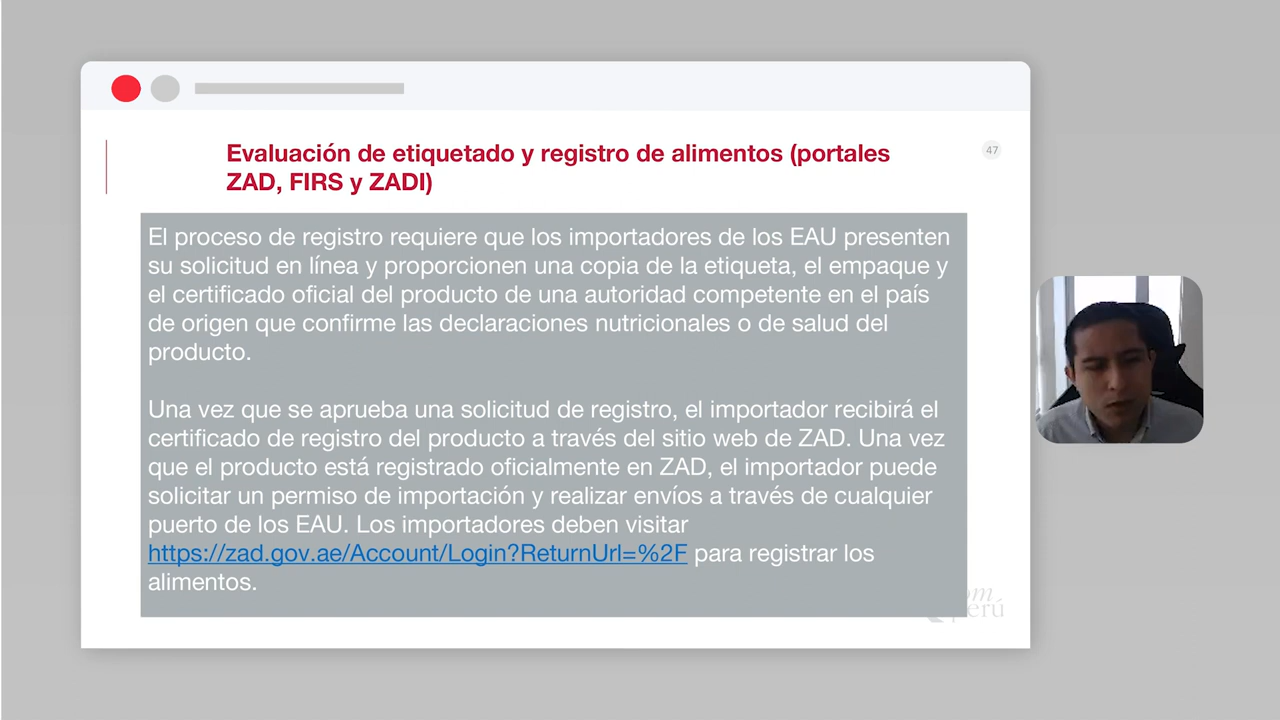 Evaluación de etiquetado y registro de alimentos (portales
ZAD, FIRS y ZADI)
47
El proceso de registro requiere que los importadores de los EAU presenten
su solicitud en línea y proporcionen una copia de la etiqueta, el empaque y
el certificado oficial del producto de una autoridad competente en el país
de origen que confirme las declaraciones nutricionales o de salud del
producto.
Una vez que se aprueba una solicitud de registro, el importador recibirá el
certificado de registro del producto a través del sitio web de ZAD. Una vez
que el producto está registrado oficialmente en ZAD, el importador puede
solicitar un permiso de importación y realizar envíos a través de cualquier
puerto de los EAU. Los importadores deben visitar
https://zad.gov.ae/Account/Login?ReturnUrl=%2F para registrar los
alimentos.